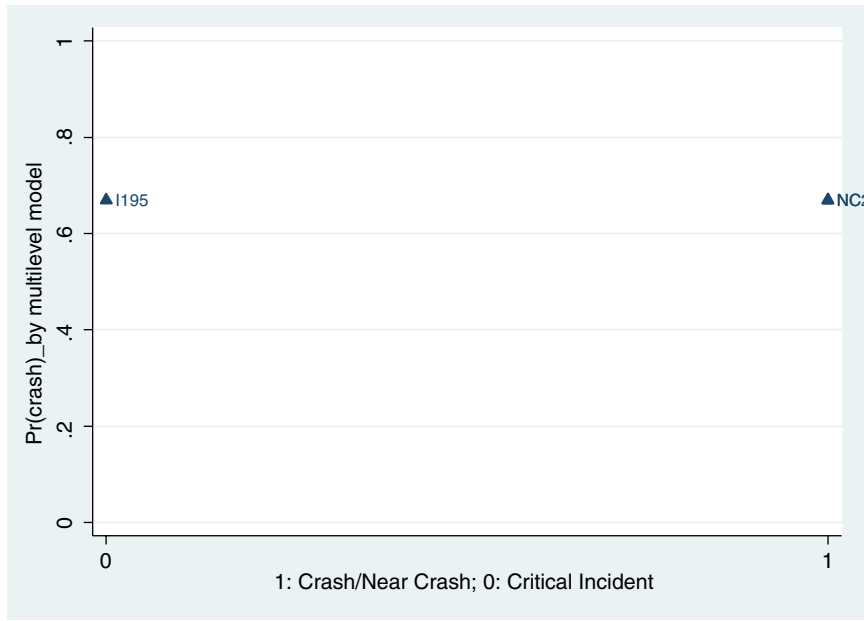 1
.8
.6
.4
.2
0
Pr(crash)_by multilevel model
I195
0
1
1: Crash/Near Crash; 0: Critical Incident